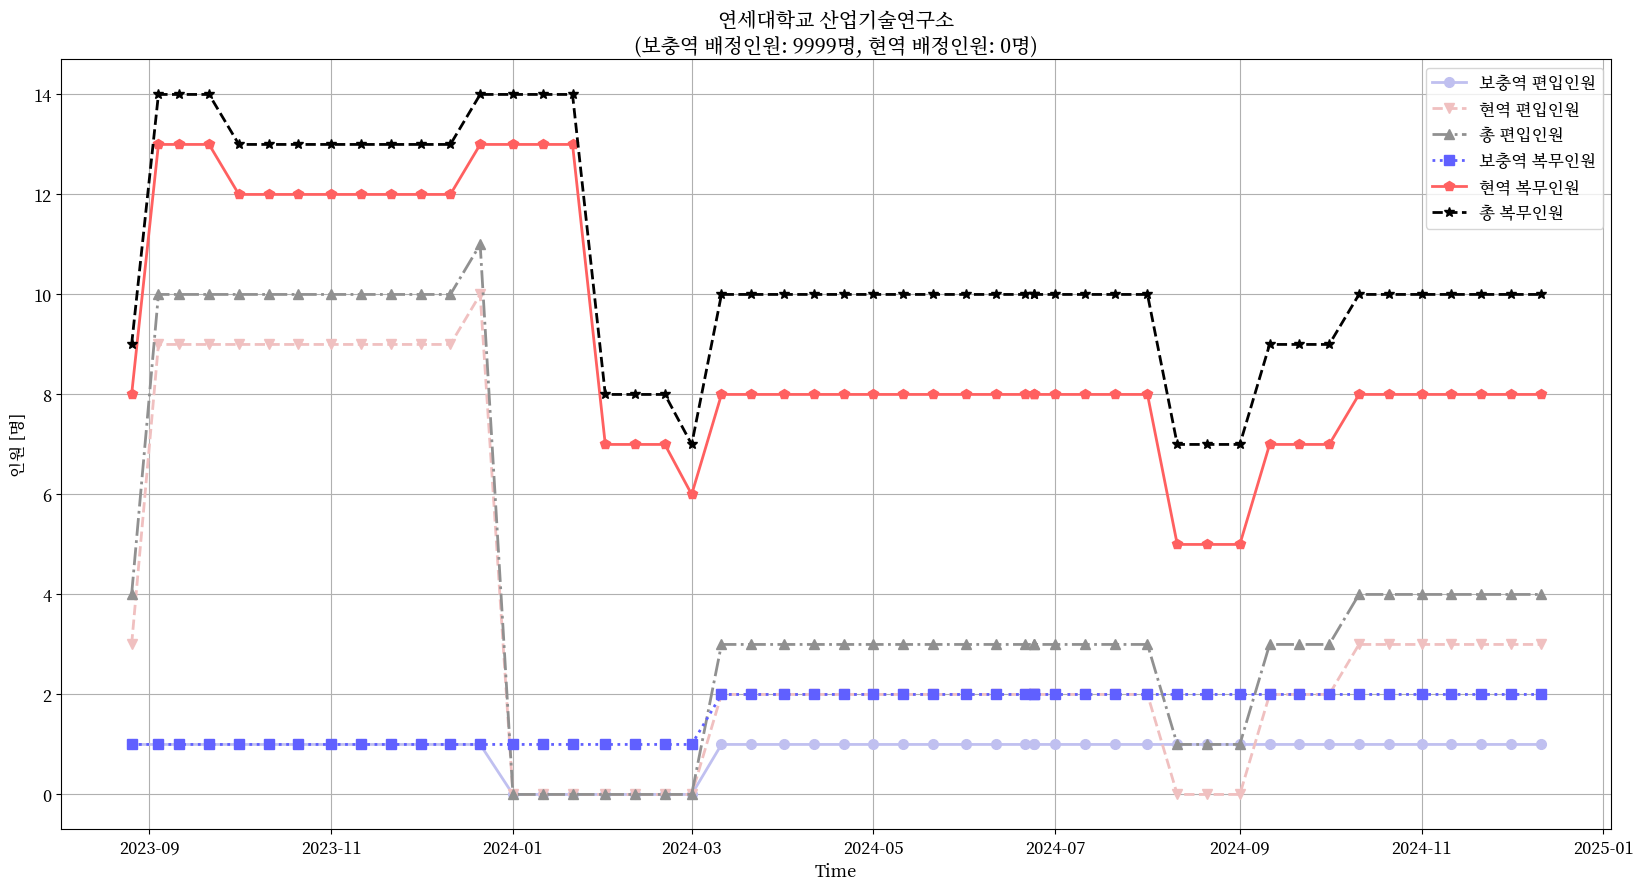 연세대학교 산업기술연구소
(보충역 배정인원: 9999명, 현역 배정인원: 0명)
보충역 편입인원
현역 편입인원
총 편입인원
보충역 복무인원
현역 복무인원
총 복무인원
인원 [명]
14
12
10
8
6
4
2
0
2023-09
2023-11
2024-01
2024-03
2024-05
2024-07
2024-09
2024-11
2025-01
Time